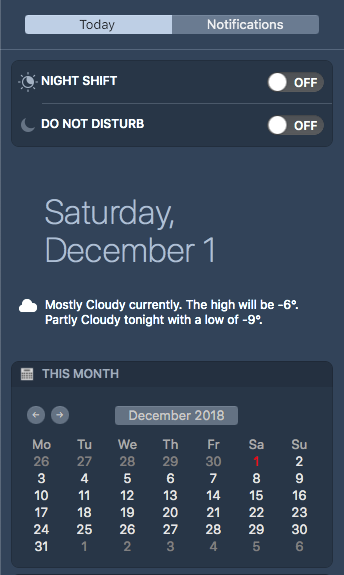 Today Notifications
NIGHT SHIFT OFF
DO NOT DISTURB OFF
Saturday,
December 1
Mostly Cloudy currently. The high will be -6°.
Partly Cloudy tonight with a low of -9°.
THIS MONTH
December 2018
Mo Tu We Th Fr Sa Su
26 27 28 29 30 1 2
3 4 5 6 7 8 9
10 11 12 13 14 15 16
17 18 19 20 21 22 23
24 25 26 27 28 29 30
31 1 2 3 4 5 6